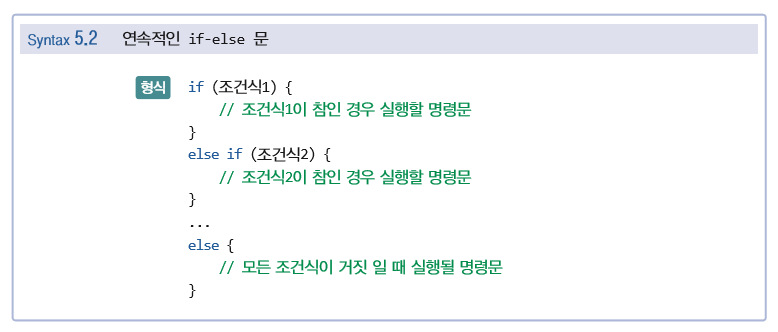 Syntax 5.2 연속적인 if-else 문
형식 if (조건식1) {
// 조건식1이 참인 경우 실행할 명령문
}
else if (조건식2) {
// 조건식2이 참인 경우 실행할 명령문
}
...
else {
// 모든 조건식이 거짓 일 때 실행될 명령문
}